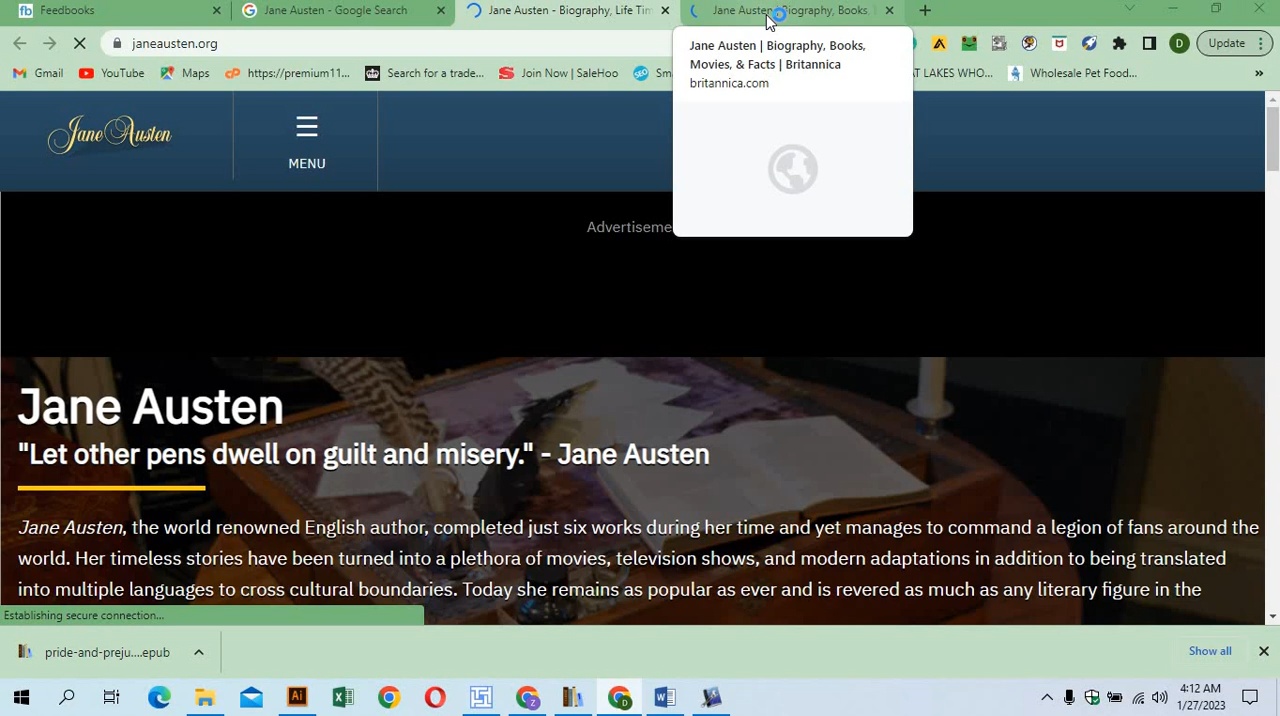 Feedbooks
Jane Austen - Google Search
Jane Austen - Biography, Life Tim
Jane Austen | Biography, Books,
janeausten.org
Update
Gmail
YouTube
Maps
https://premium11...
Search for a trade...
Join Now | SaleHoo
AT LAKES WHO...
Wholesale Pet Food...
»
Jane Austen | Biography, Books,
Movies, & Facts | Britannica
britannica.com
Jane Austen
MENU
Advertiseme
Jane Austen
"Let other pens dwell on guilt and misery." - Jane Austen
Jane Austen, the world renowned English author, completed just six works during her time and yet manages to command a legion of fans around the
world. Her timeless stories have been turned into a plethora of movies, television shows, and modern adaptations in addition to being translated
into multiple languages to cross cultural boundaries. Today she remains as popular as ever and is revered as much as any literary figure in the
Establishing secure connection...
pride-and-preju....epub
Show all
4:12 AM
1/27/2023